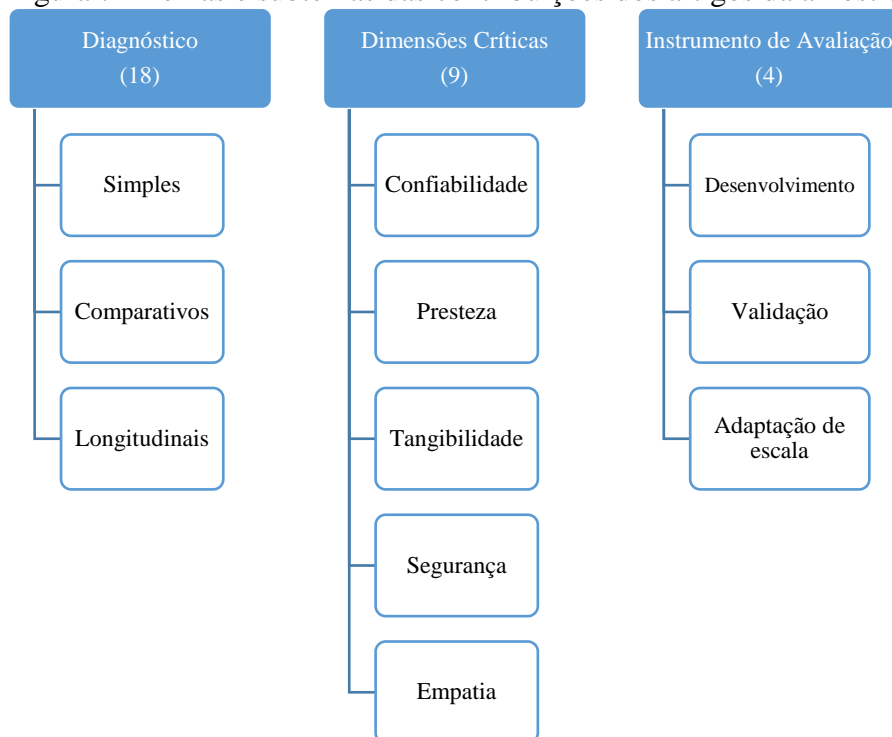 Diagnóstico
(18)
Simples
Comparativos
Longitudinais
Dimensões Críticas
(9)
Confiabilidade
Presteza
Tangibilidade
Segurança
Empatia
Instrumento de Avaliação
(4)
Desenvolvimento
Validação
Adaptação de
escala